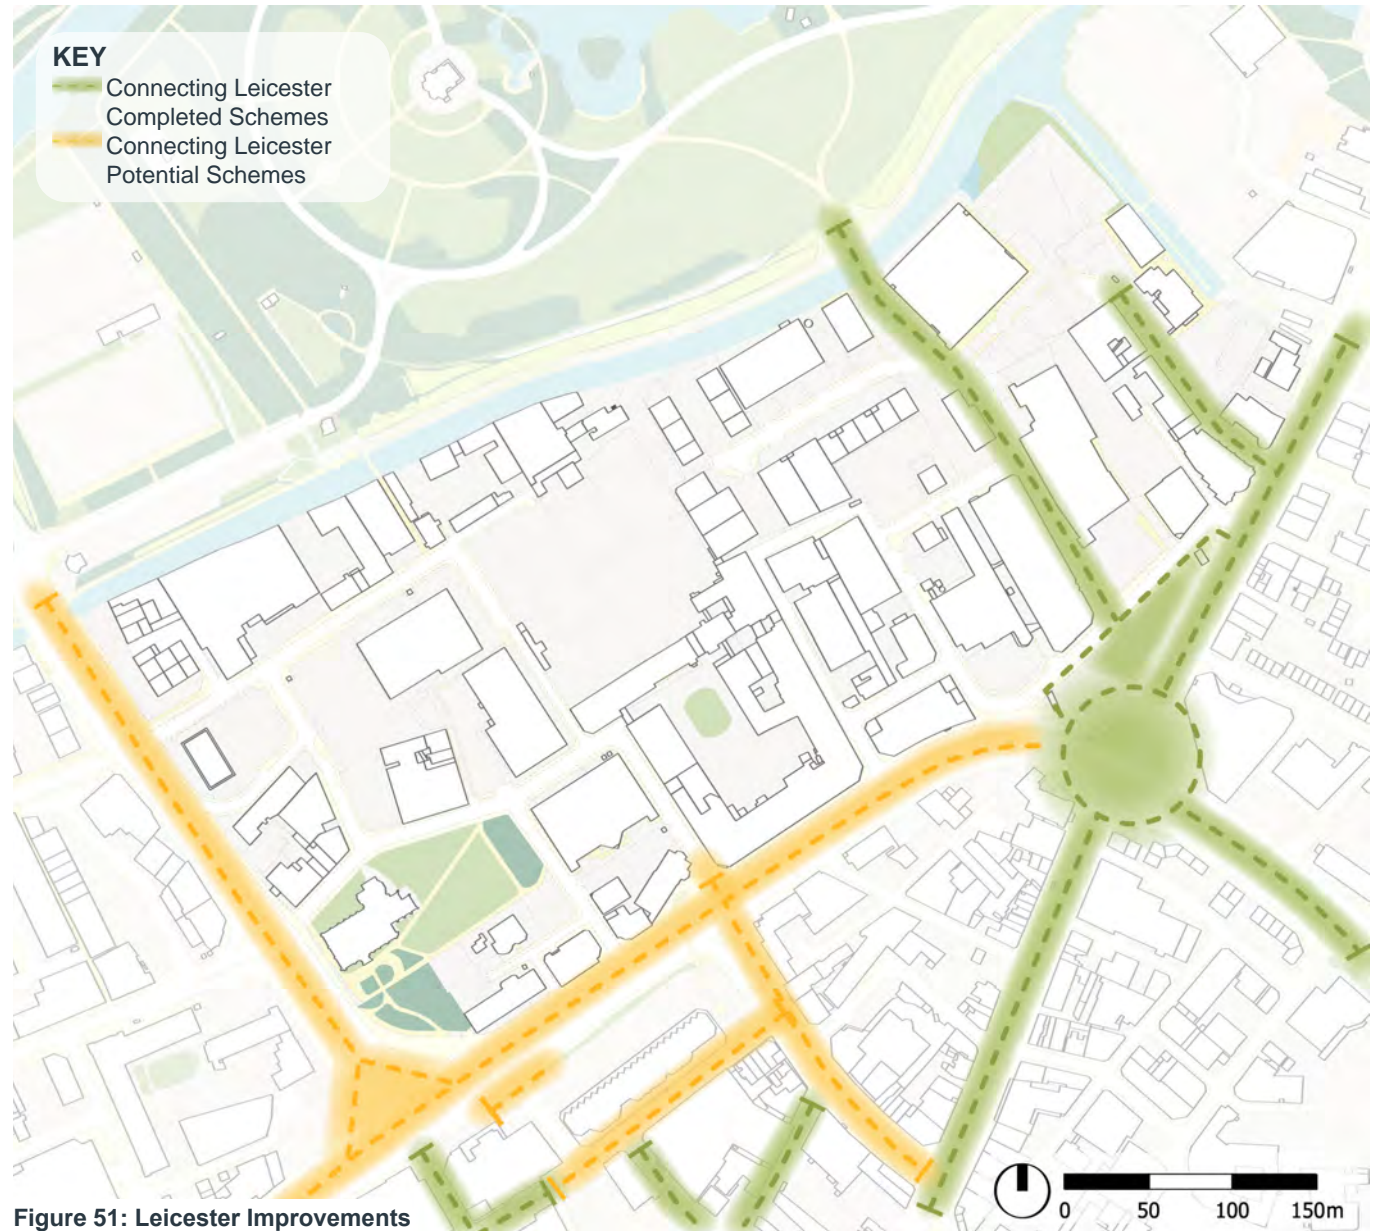 KEY
Connecting Leicester
Completed Schemes
Connecting Leicester
Potential Schemes
0 50 100 150m
Figure 51: Leicester Improvements